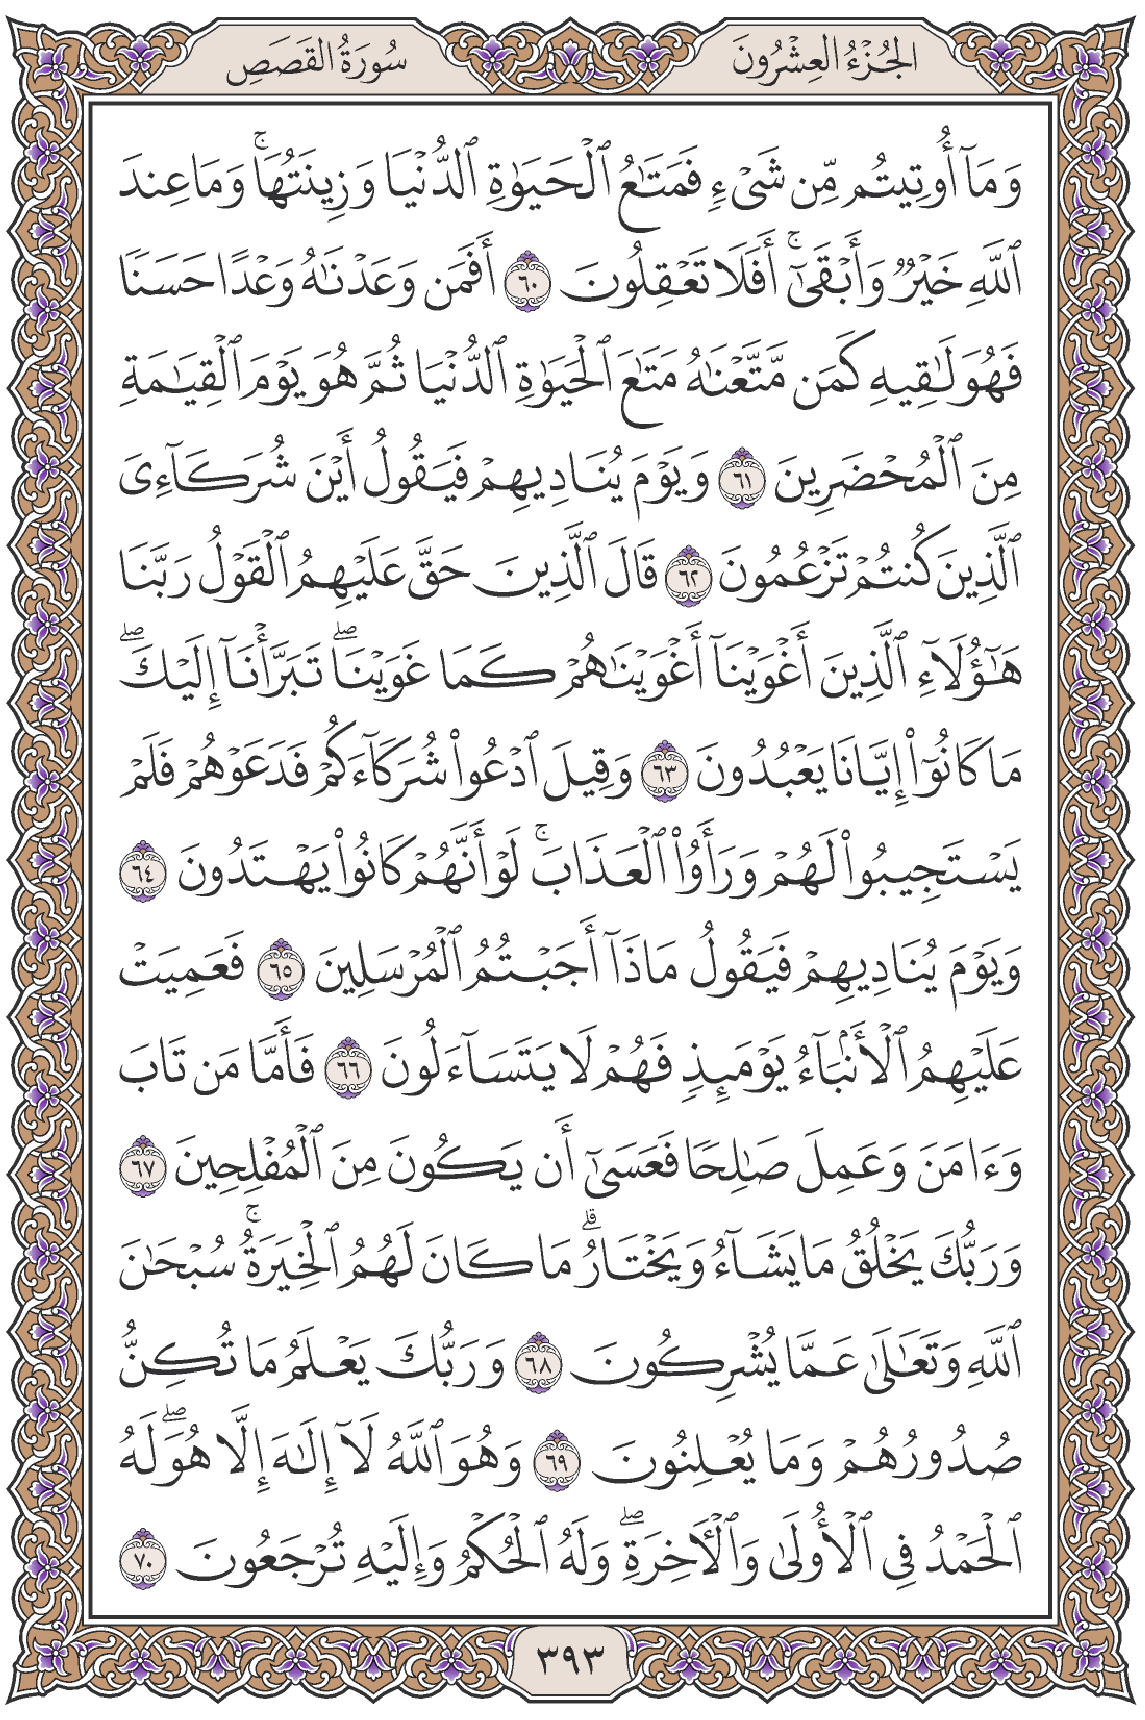 الجُزْءُ العِشْرُونَ
سُورَةُ القَصَصِ
وَمَآ أُوتِيتُم مِّن شَىْءٍ فَمَتَٰعُ ٱلْحَيَوٰةِ ٱلدُّنْيَا وَزِينَتُهَا ۚ وَمَا عِندَ
ٱللَّهِ خَيْرٌ وَأَبْقَىٰٓ ۚ أَفَلَا تَعْقِلُونَ ٦٠ أَفَمَن وَعَدْنَٰهُ وَعْدًا حَسَنًا
فَهُوَ لَٰقِيهِ كَمَن مَّتَّعْنَٰهُ مَتَٰعَ ٱلْحَيَوٰةِ ٱلدُّنْيَا ثُمَّ هُوَ يَوْمَ ٱلْقِيَٰمَةِ
مِنَ ٱلْمُحْضَرِينَ ٦١ وَيَوْمَ يُنَادِيهِمْ فَيَقُولُ أَيْنَ شُرَكَآءِىَ
ٱلَّذِينَ كُنتُمْ تَزْعُمُونَ ٦٢ قَالَ ٱلَّذِينَ حَقَّ عَلَيْهِمُ ٱلْقَوْلُ رَبَّنَا
هَٰٓؤُلَآءِ ٱلَّذِينَ أَغْوَيْنَآ أَغْوَيْنَٰهُمْ كَمَا غَوَيْنَا ۖ تَبَرَّأْنَآ إِلَيْكَ ۖ
مَا كَانُوٓا۟ إِيَّانَا يَعْبُدُونَ ٦٣ وَقِيلَ ٱدْعُوا۟ شُرَكَآءَكُمْ فَدَعَوْهُمْ فَلَمْ
يَسْتَجِيبُوا۟ لَهُمْ وَرَأَوُا۟ ٱلْعَذَابَ ۚ لَوْ أَنَّهُمْ كَانُوا۟ يَهْتَدُونَ ٦٤
وَيَوْمَ يُنَادِيهِمْ فَيَقُولُ مَاذَآ أَجَبْتُمُ ٱلْمُرْسَلِينَ ٦٥ فَعَمِيَتْ
عَلَيْهِمُ ٱلْأَنۢبَآءُ يَوْمَئِذٍ فَهُمْ لَا يَتَسَآءَلُونَ ٦٦ فَأَمَّا مَن تَابَ
وَءَامَنَ وَعَمِلَ صَٰلِحًا فَعَسَىٰٓ أَن يَكُونَ مِنَ ٱلْمُفْلِحِينَ ٦٧
وَرَبُّكَ يَخْلُقُ مَا يَشَآءُ وَيَخْتَارُ ۗ مَا كَانَ لَهُمُ ٱلْخِيَرَةُ ۚ سُبْحَٰنَ
ٱللَّهِ وَتَعَٰلَىٰ عَمَّا يُشْرِكُونَ ٦٨ وَرَبُّكَ يَعْلَمُ مَا تُكِنُّ
صُدُورُهُمْ وَمَا يُعْلِنُونَ ٦٩ وَهُوَ ٱللَّهُ لَآ إِلَٰهَ إِلَّا هُوَ ۖ لَهُ
ٱلْحَمْدُ فِى ٱلْأُولَىٰ وَٱلْءَاخِرَةِ ۖ وَلَهُ ٱلْحُكْمُ وَإِلَيْهِ تُرْجَعُونَ ٧٠
٣٩٣